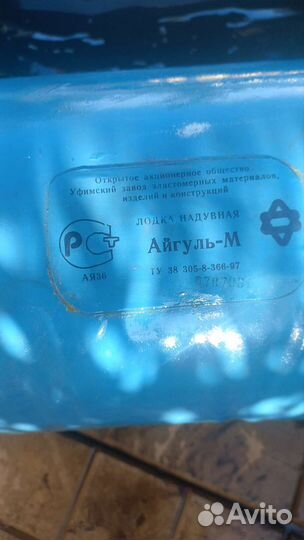 Открытое акционерное общество
Уфимский завод эластомерных материалов,
изделий и конструкций
ЛОДКА НАДУВНАЯ
Айгуль-М
АЯ36
ТУ 38 305-8-366-97
Avito